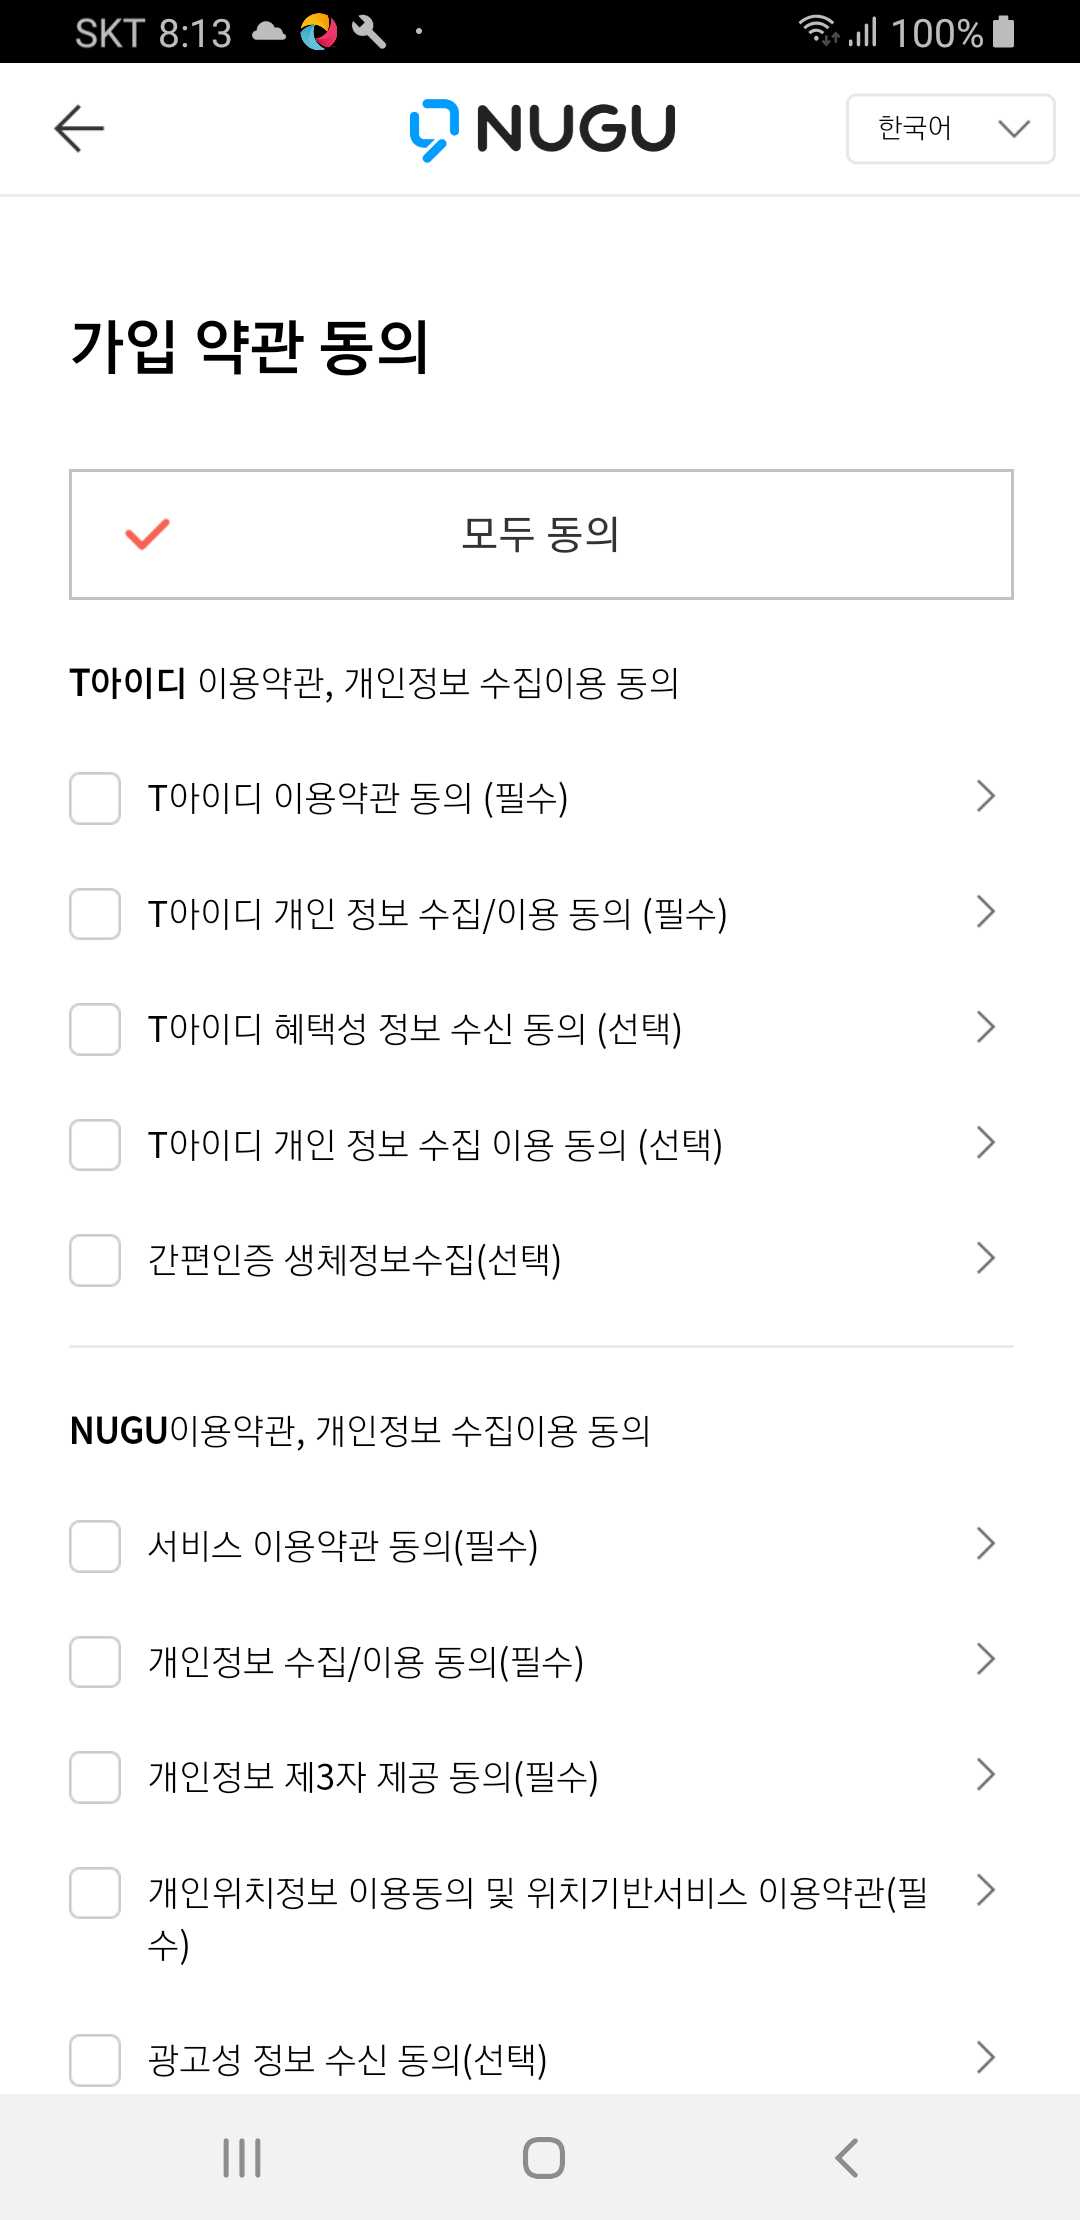 SKT 8:13
100%
NUGU
한국어
가입 약관 동의
모두 동의
T아이디 이용약관, 개인정보 수집이용 동의
T아이디 이용약관 동의 (필수)
T아이디 개인 정보 수집/이용 동의 (필수)
T아이디 혜택성 정보 수신 동의 (선택)
T아이디 개인 정보 수집 이용 동의 (선택)
간편인증 생체정보수집(선택)
NUGU이용약관, 개인정보 수집이용 동의
서비스 이용약관 동의(필수)
개인정보 수집/이용 동의(필수)
개인정보 제3자 제공 동의(필수)
개인위치정보 이용동의 및 위치기반서비스 이용약관(필
수)
광고성 정보 수신 동의(선택)